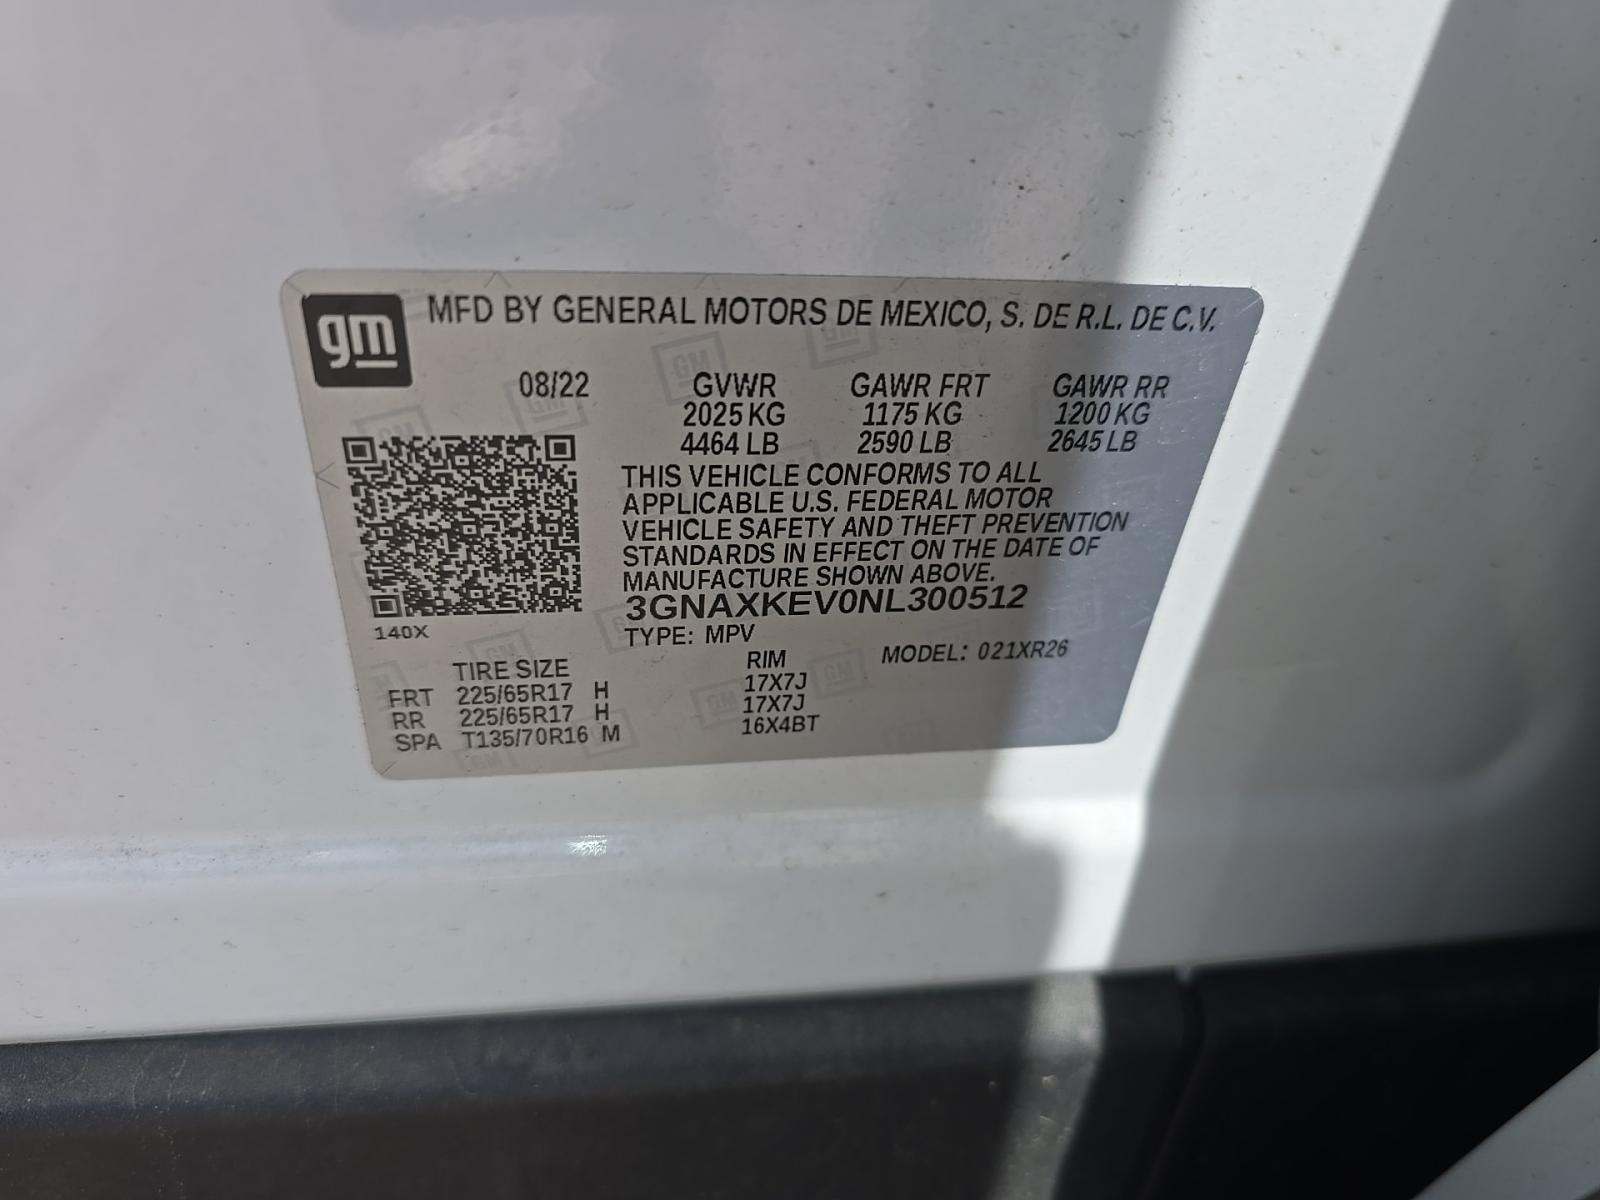 gm
MFD BY GENERAL MOTORS DE MEXICO, S. DE R.L. DE C.V.
08/22 GVWR GAWR FRT GAWR RR
2025 KG 1175 KG 1200 KG
4464 LB 2590 LB 2645 LB
THIS VEHICLE CONFORMS TO ALL
APPLICABLE U.S. FEDERAL MOTOR
VEHICLE SAFETY AND THEFT PREVENTION
STANDARDS IN EFFECT ON THE DATE OF
MANUFACTURE SHOWN ABOVE.
3GNAXKEV0NL300512
140X
TYPE: MPV
MODEL: 021XR26
TIRE SIZE RIM
FRT 225/65R17 H 17X7J
RR 225/65R17 H 17X7J
SPA T135/70R16 M 16X4BT